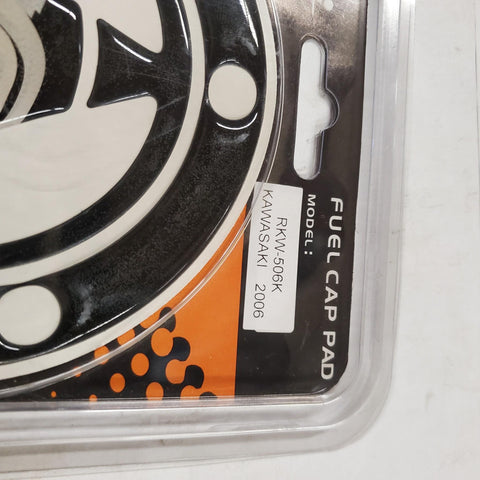 FUEL CAP PAD
MODEL:
RKW-506K
KAWASAKI 2006